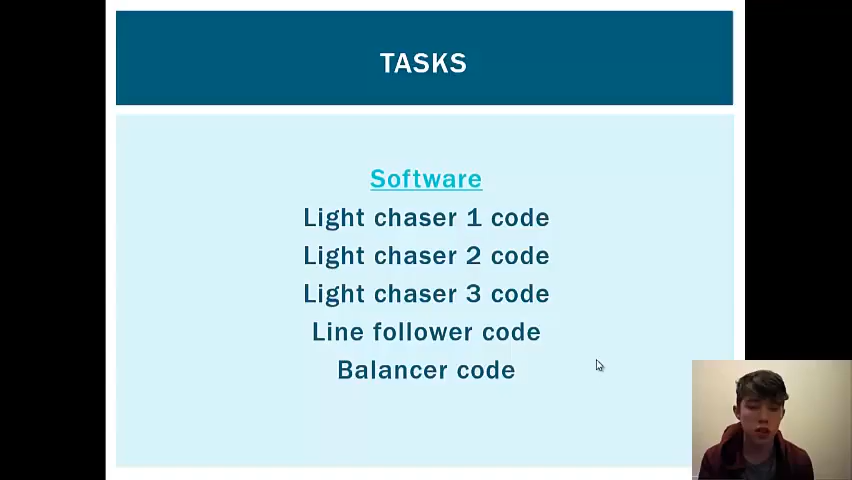 TASKS
Software
Light chaser 1 code
Light chaser 2 code
Light chaser 3 code
Line follower code
Balancer code